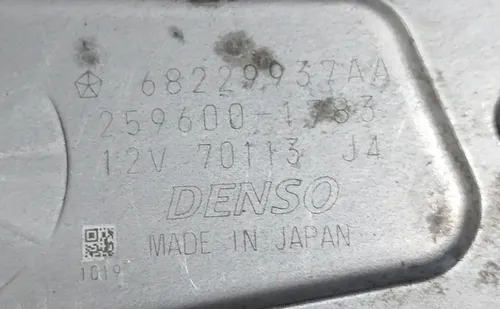 68229937AA
259600-1783
12V 70113 J4
DENSO
MADE IN JAPAN
1019